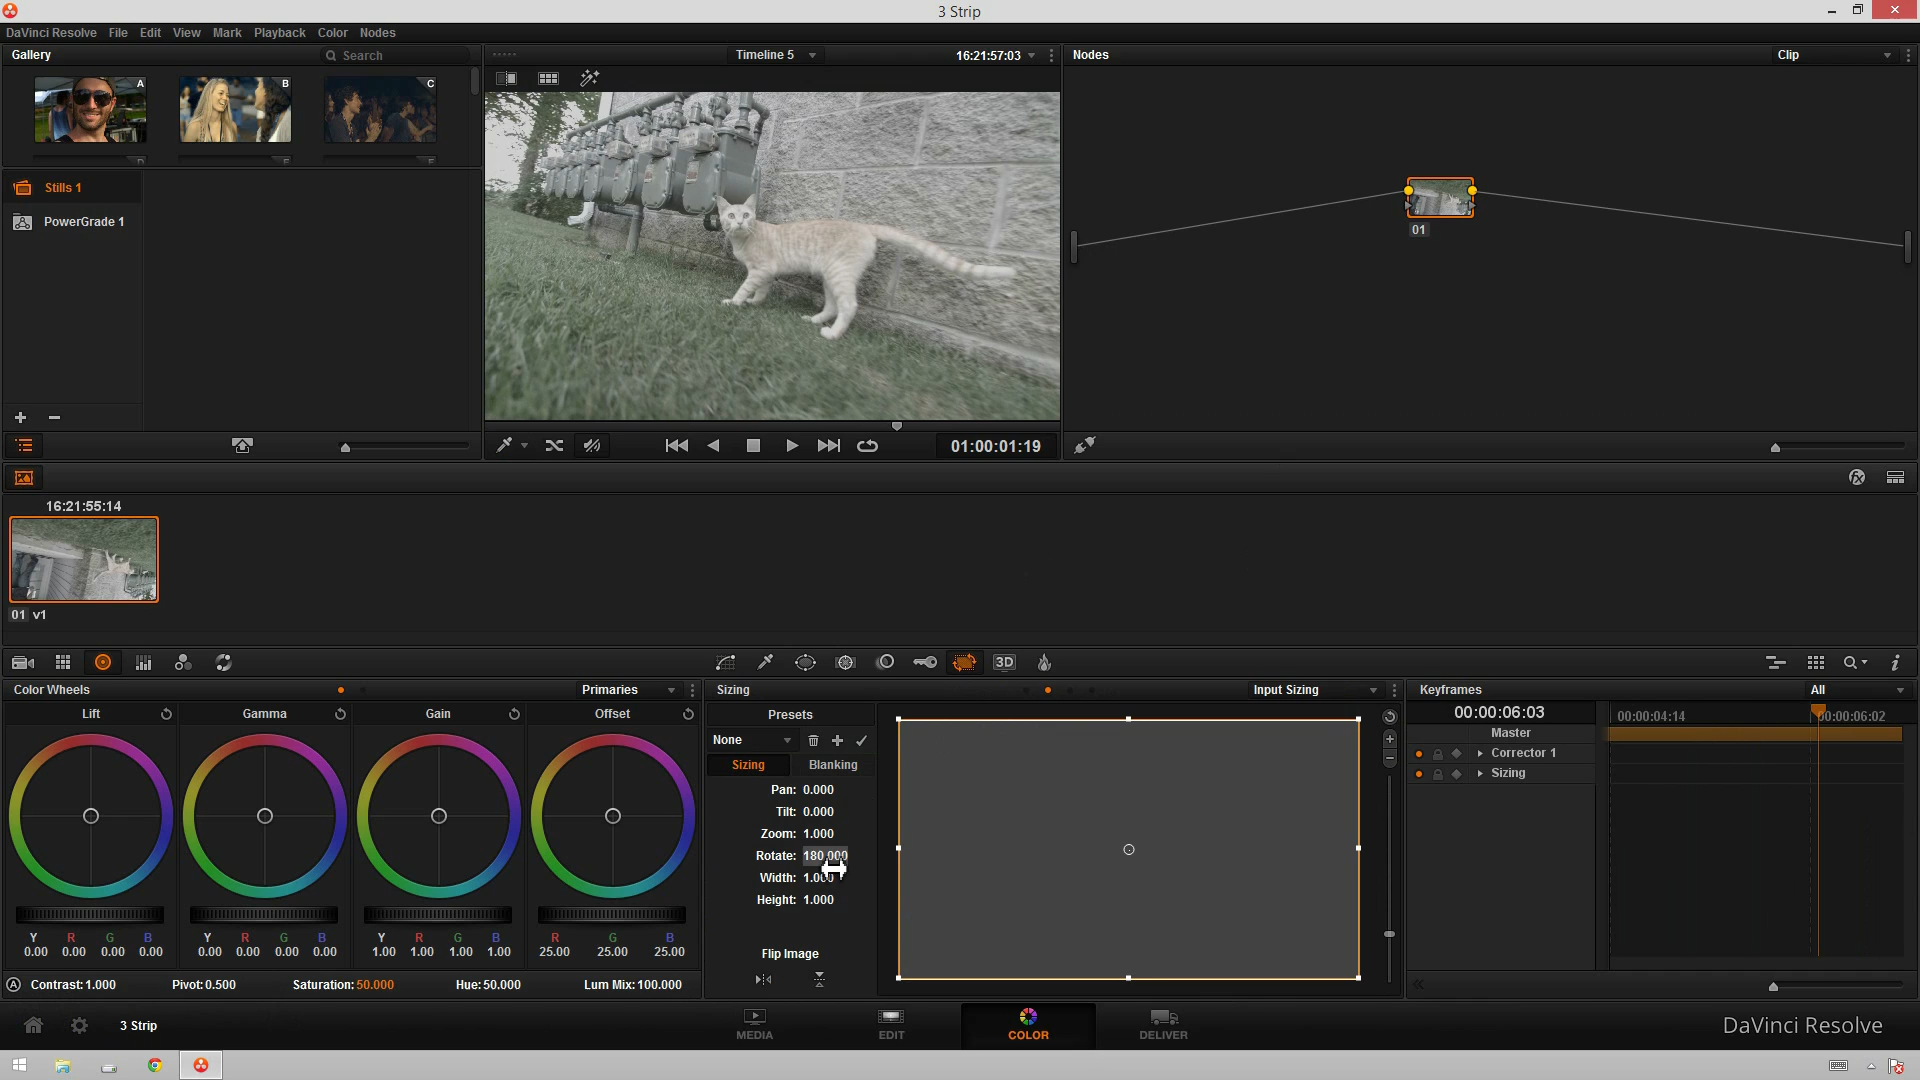 3 Strip
DaVinci Resolve File Edit View Mark Playback Color Nodes
Gallery Search
Timeline 5 16:21:57:03
Nodes Clip
A B C
Stills 1
PowerGrade 1
01
01:00:01:19
16:21:55:14
01 v1
3D
Color Wheels Primaries
Sizing Input Sizing
Keyframes All
Lift Gamma Gain Offset
Presets
None
Sizing Blanking
Pan: 0.000
Tilt: 0.000
Zoom: 1.000
Rotate: 180.000
Width: 1.000
Height: 1.000
Flip Image
00:00:06:03 00:00:04:14 00:00:06:02
Master
Corrector 1
Sizing
Y R G B Y R G B Y R G B R G B
0.00 0.00 0.00 0.00 0.00 0.00 0.00 0.00 1.00 1.00 1.00 1.00 25.00 25.00 25.00
A Contrast:1.000 Pivot:0.500 Saturation:50.000 Hue:50.000 Lum Mix:100.000
3 Strip
MEDIA EDIT COLOR DELIVER
DaVinci Resolve